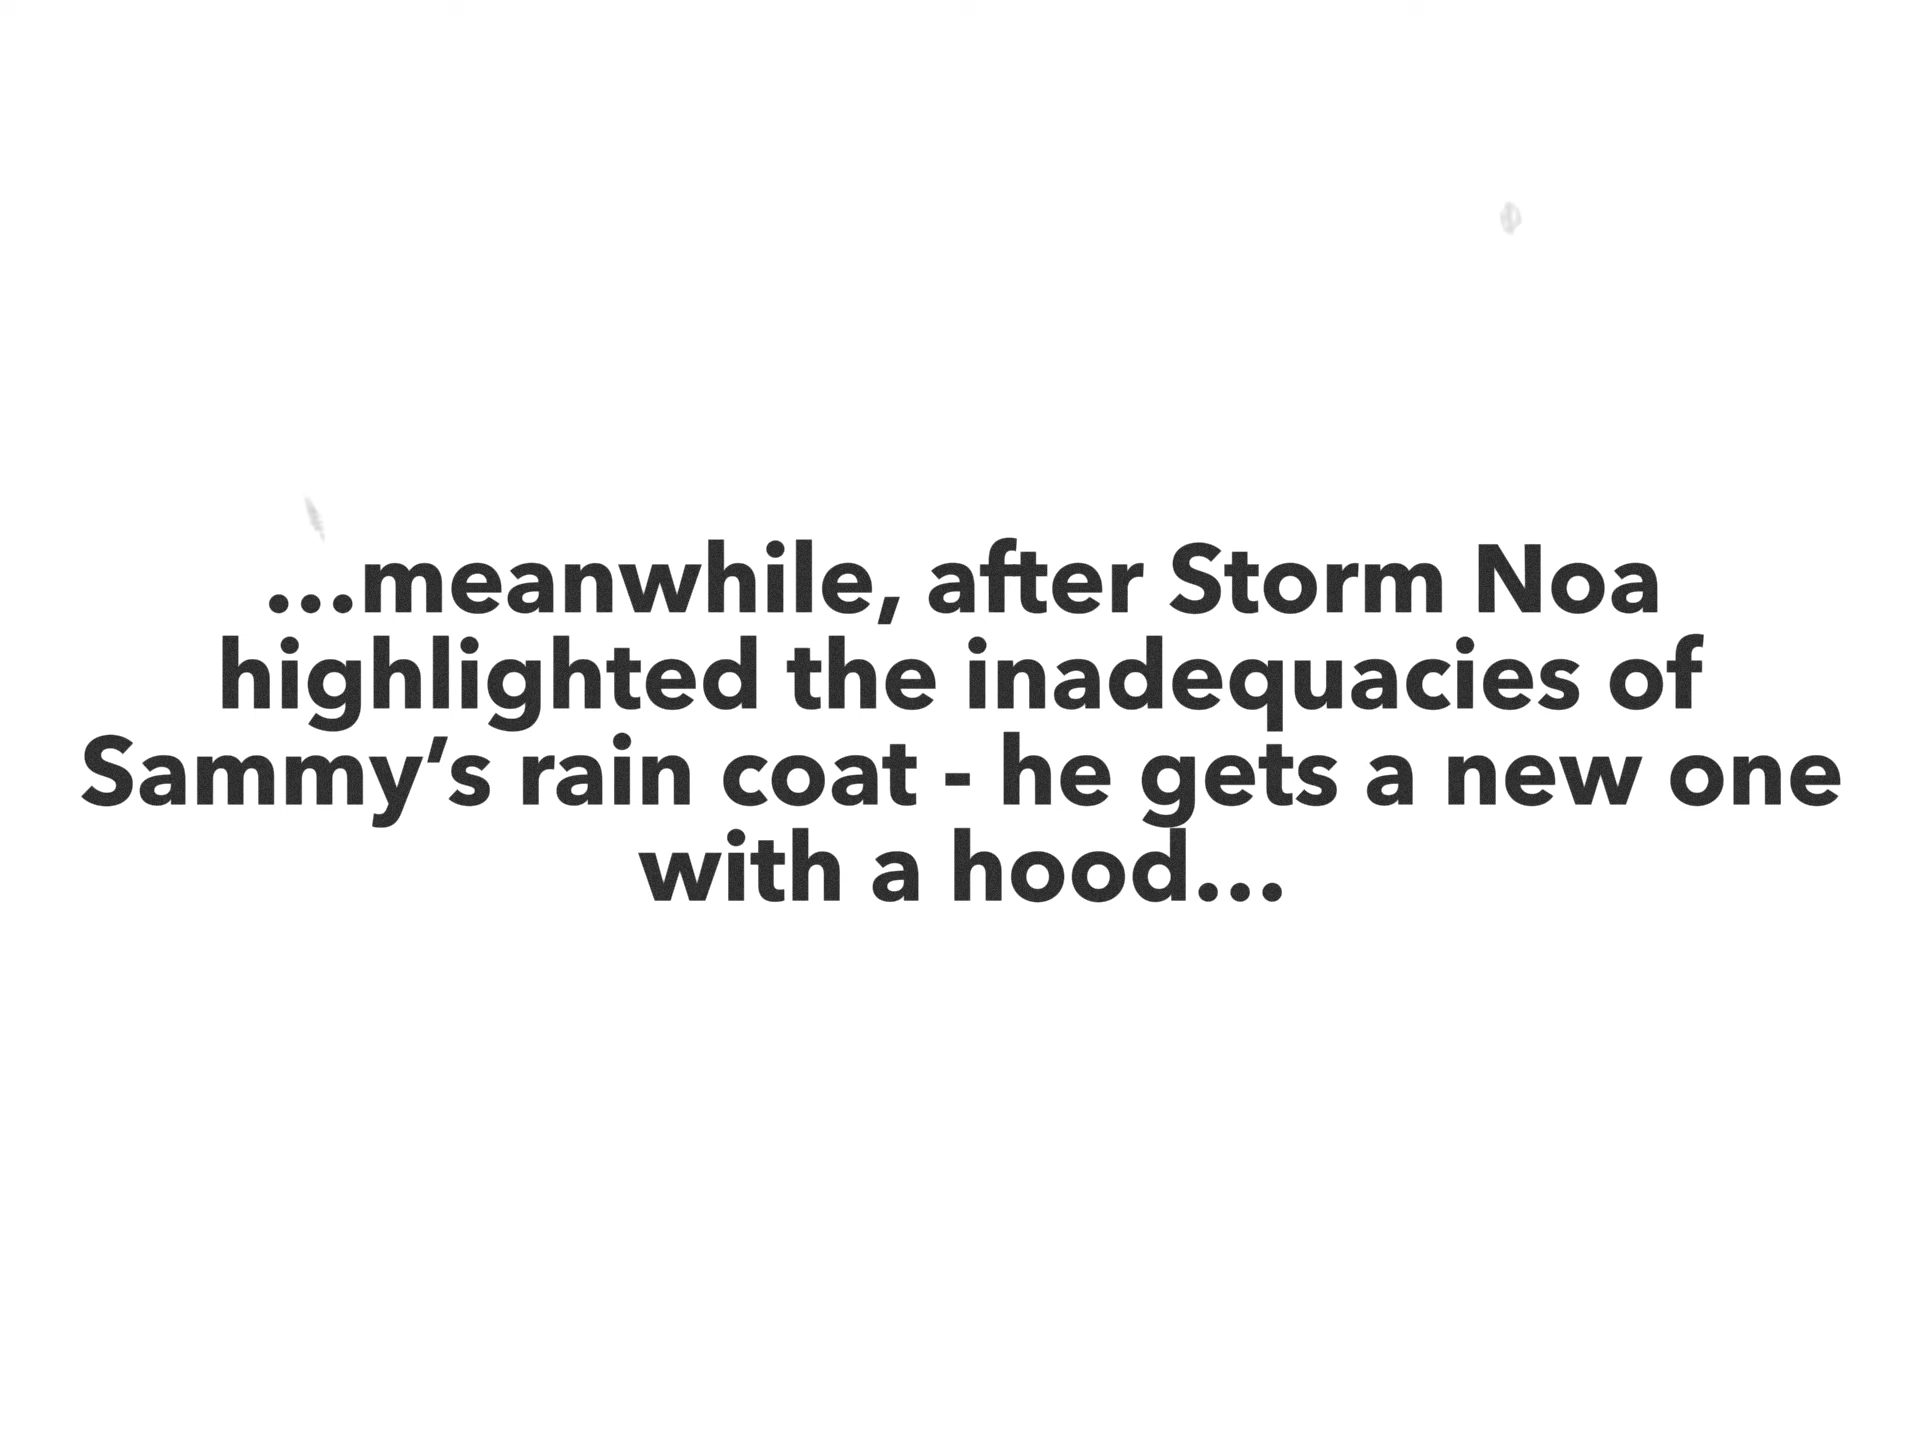 ...meanwhile, after Storm Noa
highlighted the inadequacies of
Sammy’s rain coat - he gets a new one
with a hood...